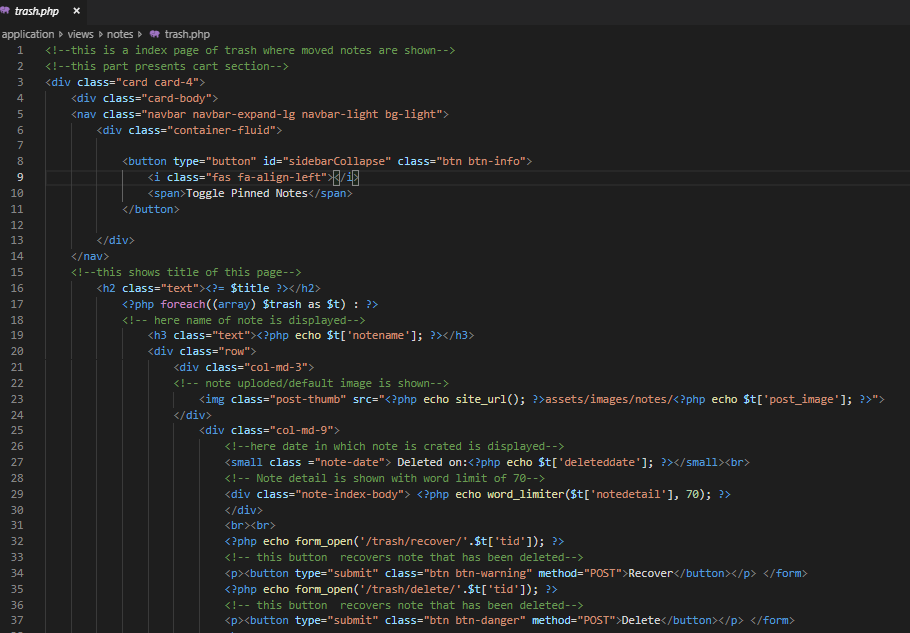 trash.php ×
application > views > notes > trash.php
1 <!--this is a index page of trash where moved notes are shown-->
2 <!--this part presents cart section-->
3 <div class="card card-4">
4 <div class="card-body">
5 <nav class="navbar navbar-expand-lg navbar-light bg-light">
6 <div class="container-fluid">
7
8 <button type="button" id="sidebarCollapse" class="btn btn-info">
9 <i class="fas fa-align-left"></i>
10 <span>Toggle Pinned Notes</span>
11 </button>
12
13 </div>
14 </nav>
15 <!--this shows title of this page-->
16 <h2 class="text"><?= $title ?></h2>
17 <?php foreach((array) $trash as $t) : ?>
18 <!-- here name of note is displayed-->
19 <h3 class="text"><?php echo $t['notename']; ?></h3>
20 <div class="row">
21 <div class="col-md-3">
22 <!-- note uploded/default image is shown-->
23 <img class="post-thumb" src="<?php echo site_url(); ?>assets/images/notes/<?php echo $t['post_image']; ?>">
24 </div>
25 <div class="col-md-9">
26 <!--here date in which note is crated is displayed-->
27 <small class ="note-date"> Deleted on:<?php echo $t['deleteddate']; ?></small><br>
28 <!-- Note detail is shown with word limit of 70-->
29 <div class="note-index-body"> <?php echo word_limiter($t['notedetail'], 70); ?>
30 </div>
31 <br><br>
32 <?php echo form_open('/trash/recover/'.$t['tid']); ?>
33 <!-- this button  recovers note that has been deleted-->
34 <p><button type="submit" class="btn btn-warning" method="POST">Recover</button></p> </form>
35 <?php echo form_open('/trash/delete/'.$t['tid']); ?>
36 <!-- this button  recovers note that has been deleted-->
37 <p><button type="submit" class="btn btn-danger" method="POST">Delete</button></p> </form>